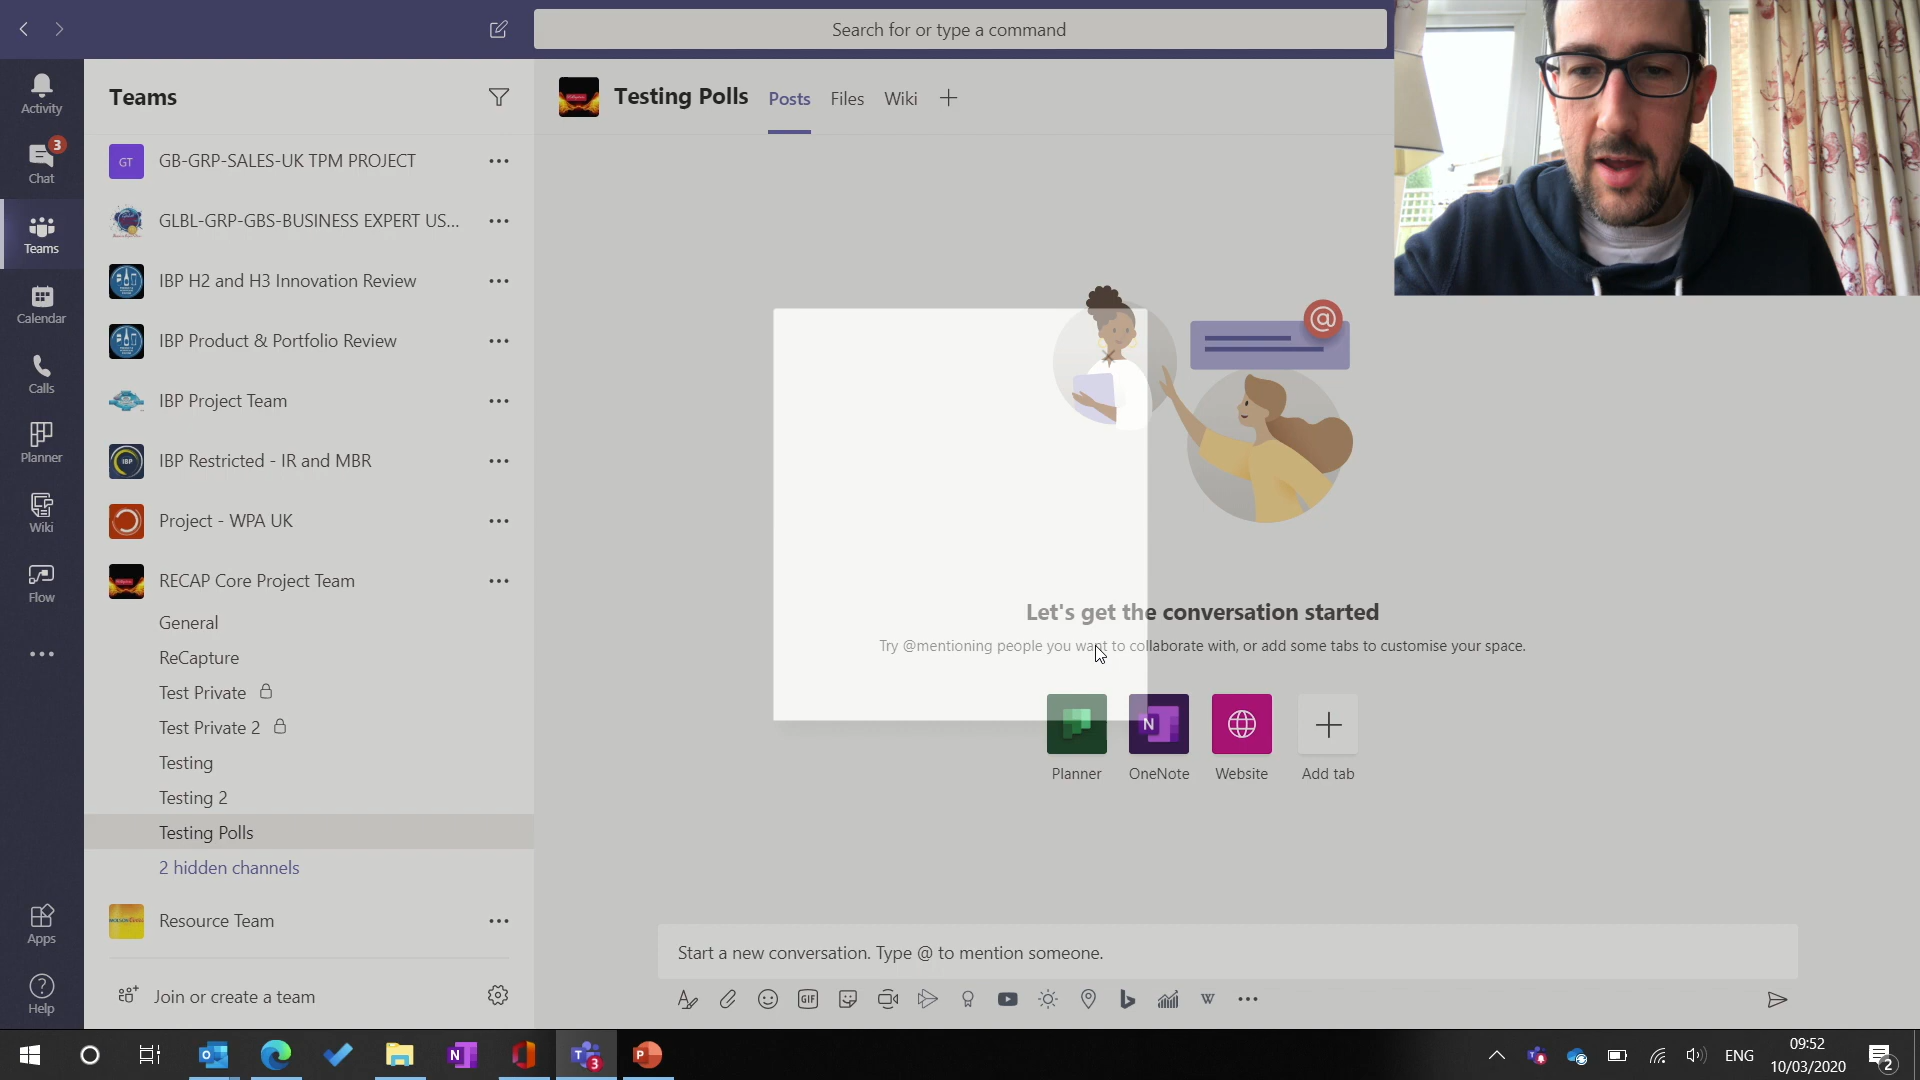 Search for or type a command
Activity
Chat
3
Teams
Calendar
Calls
Planner
Wiki
Flow
Apps
Help
Teams
GT
GB-GRP-SALES-UK TPM PROJECT
GLBL-GRP-GBS-BUSINESS EXPERT US...
IBP H2 and H3 Innovation Review
IBP Product & Portfolio Review
IBP Project Team
IBP
IBP Restricted - IR and MBR
Project - WPA UK
RECAP Core Project Team
General
ReCapture
Test Private
Test Private 2
Testing
Testing 2
Testing Polls
2 hidden channels
Resource Team
Join or create a team
Testing Polls
Posts
Files
Wiki
@
Let's get the conversation started
Try @mentioning people you want to collaborate with, or add some tabs to customise your space.
N
Planner
OneNote
Website
Add tab
Start a new conversation. Type @ to mention someone.
GIF
W
O
N
T
3
P
ENG
09:52
10/03/2020
2